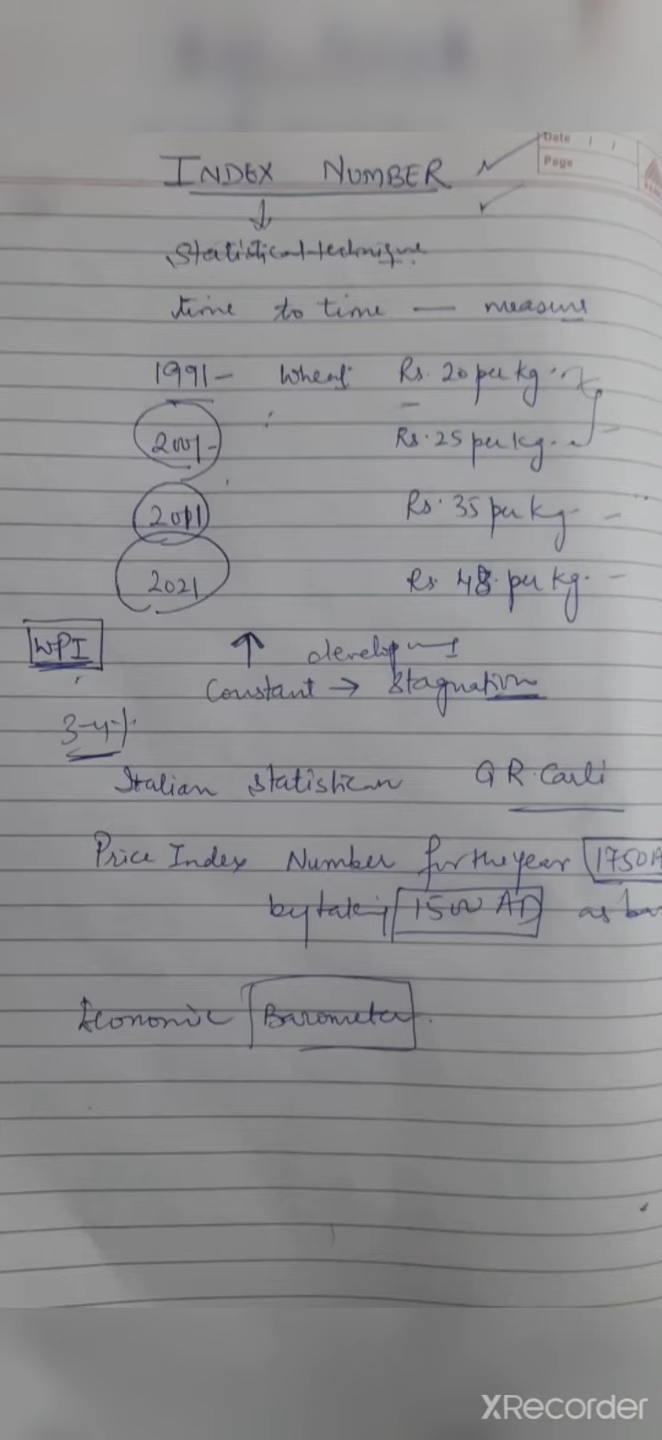 Date
Page
INDEX NUMBER
Statistical technique
time to time — measure
1991 – Wheat Rs. 20 per kg.
2001 – Rs. 25 per kg.
2011 Rs. 35 per kg –
2021 Rs 48 per kg. –
WPI ↑
Constant → Stagnation
3-4%
Italian statistician G R. Carli
Price Index Number for the year 1750 A
by taking 1500 AD as ba
Economic Barometer.
XRecorder